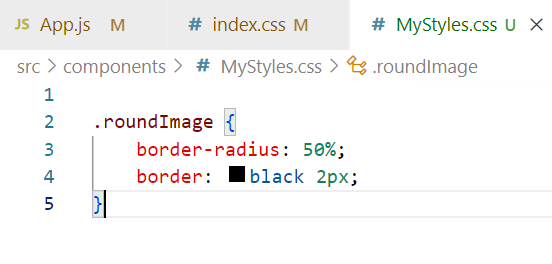 JS App.js M # index.css M # MyStyles.css U ×
src > components > # MyStyles.css > .roundImage
1
2 .roundImage {
3 border-radius: 50%;
4 border: black 2px;
5 }